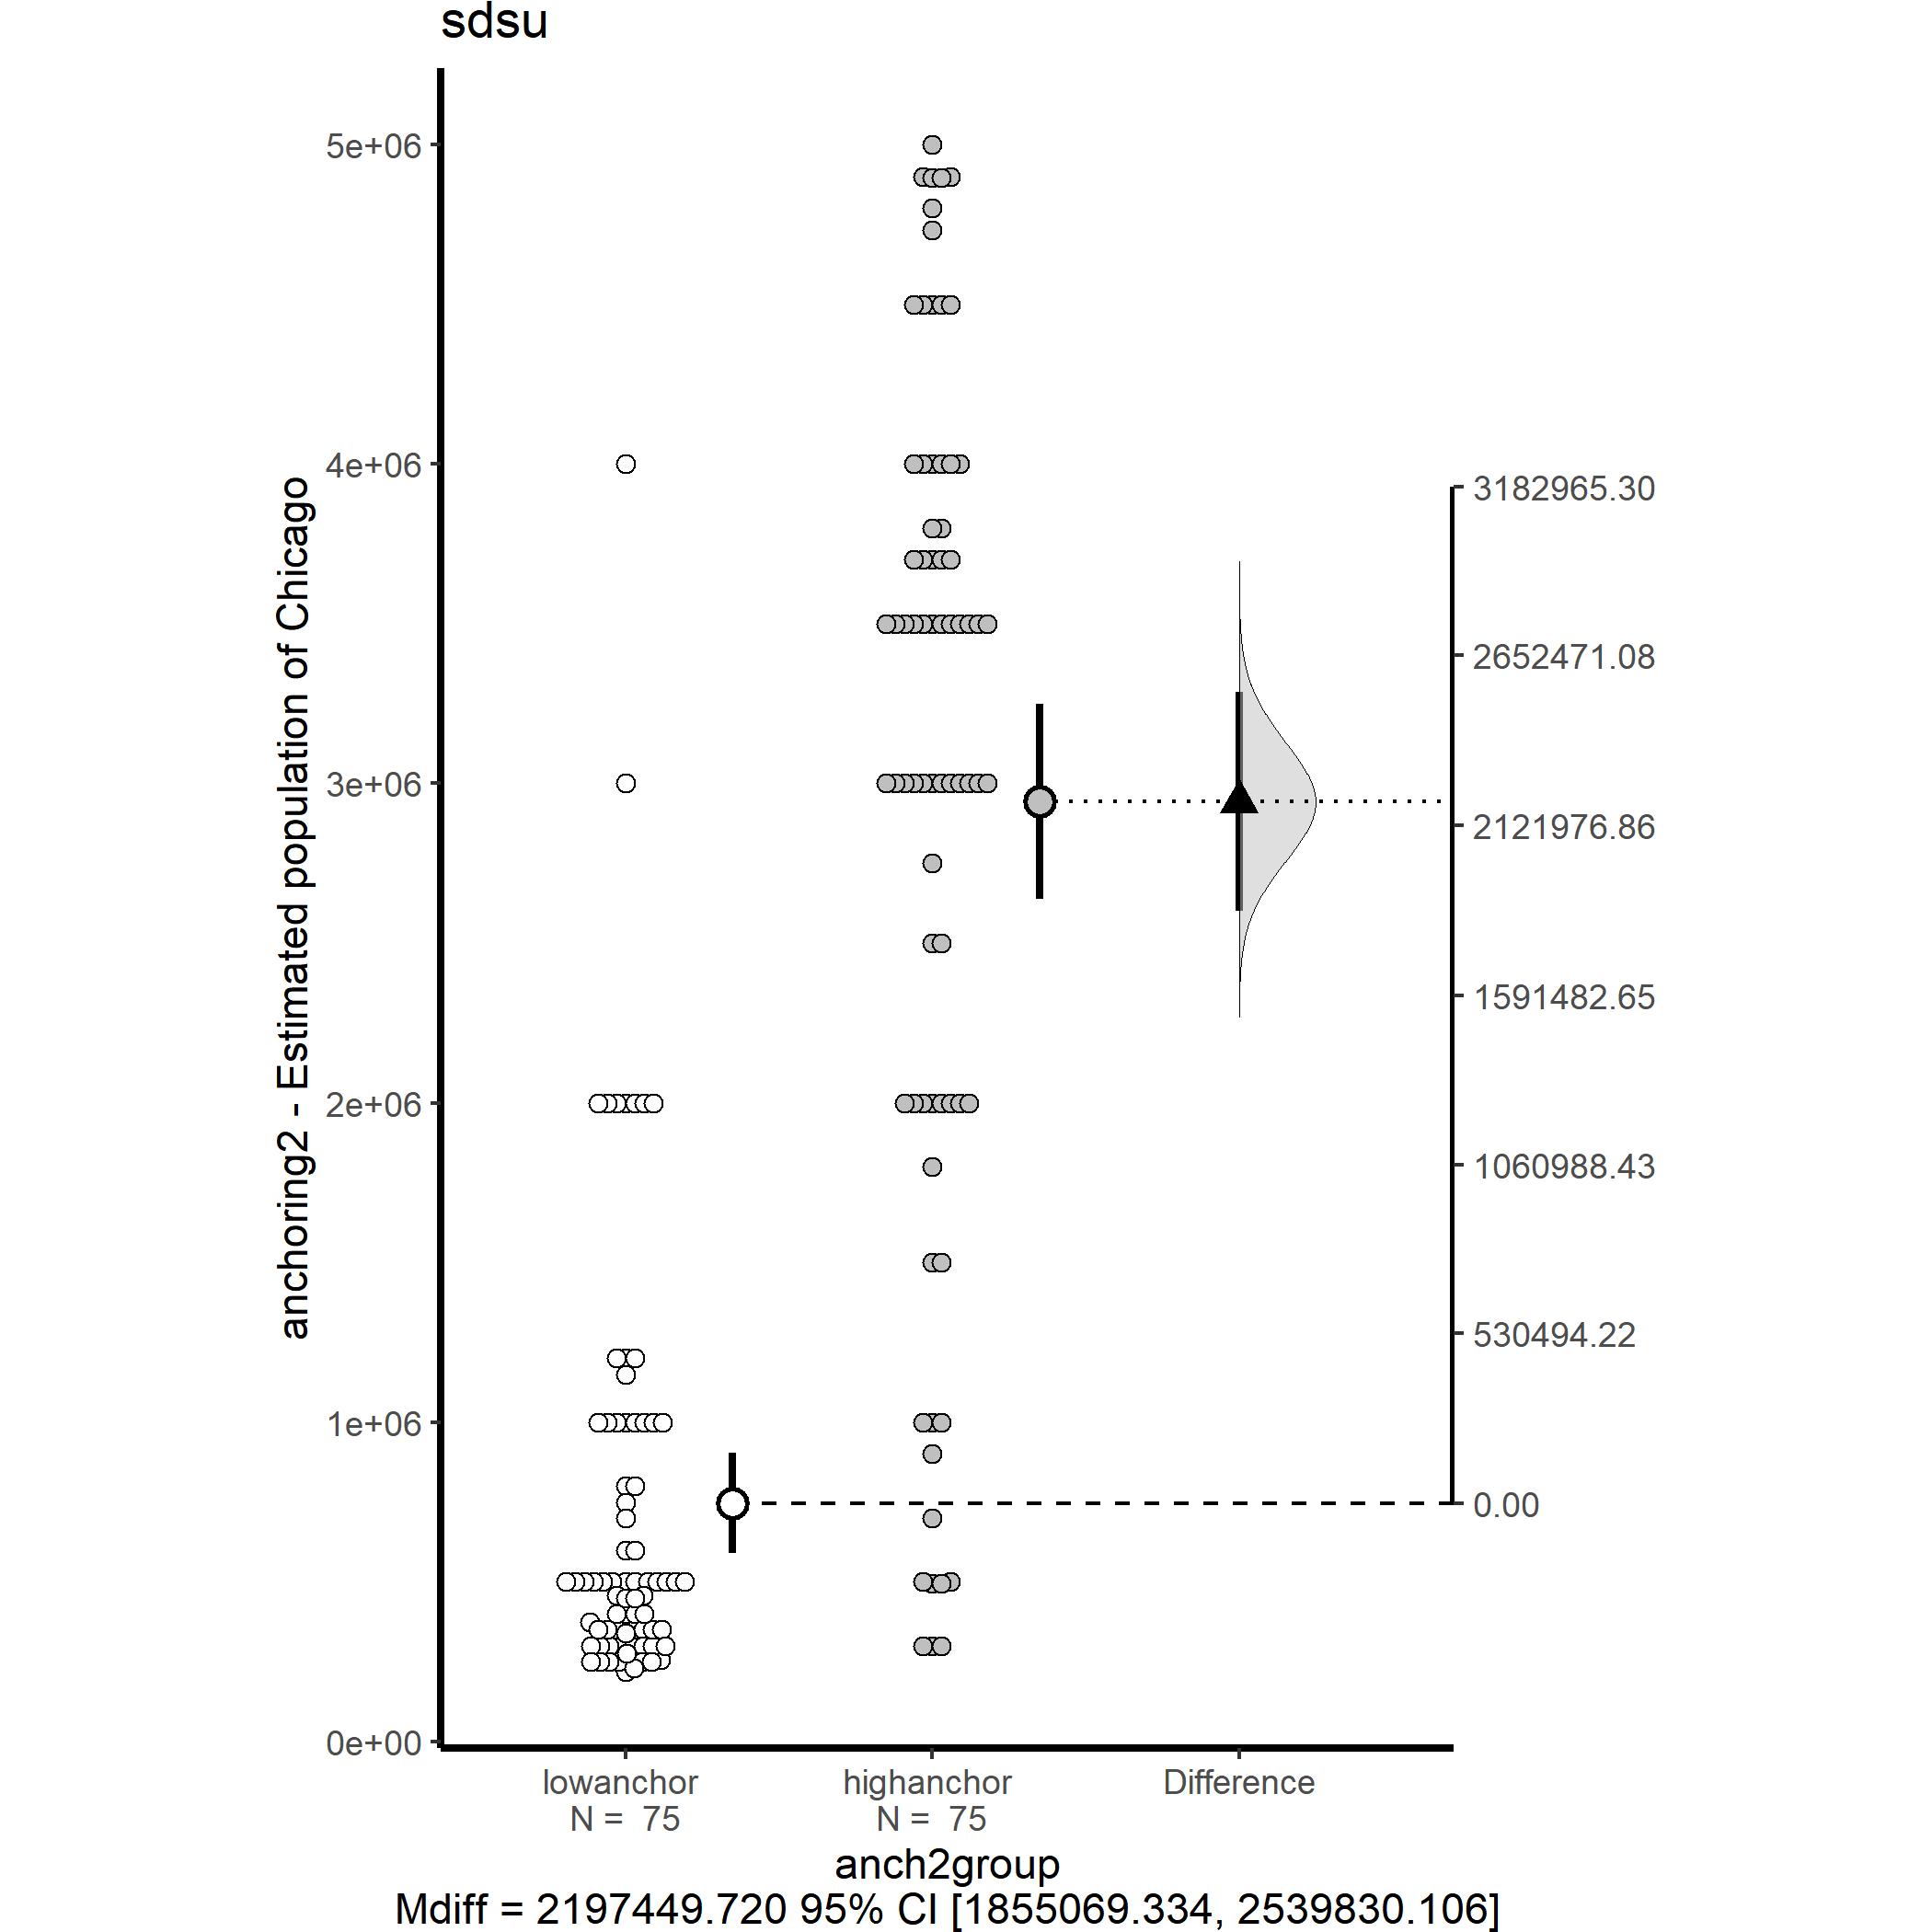 sdsu
anchoring2 - Estimated population of Chicago
5e+06
4e+06
3e+06
2e+06
1e+06
0e+00
3182965.30
2652471.08
2121976.86
1591482.65
1060988.43
530494.22
0.00
lowanchor
N =  75
highanchor
N =  75
Difference
anch2group
Mdiff = 2197449.720 95% CI [1855069.334, 2539830.106]